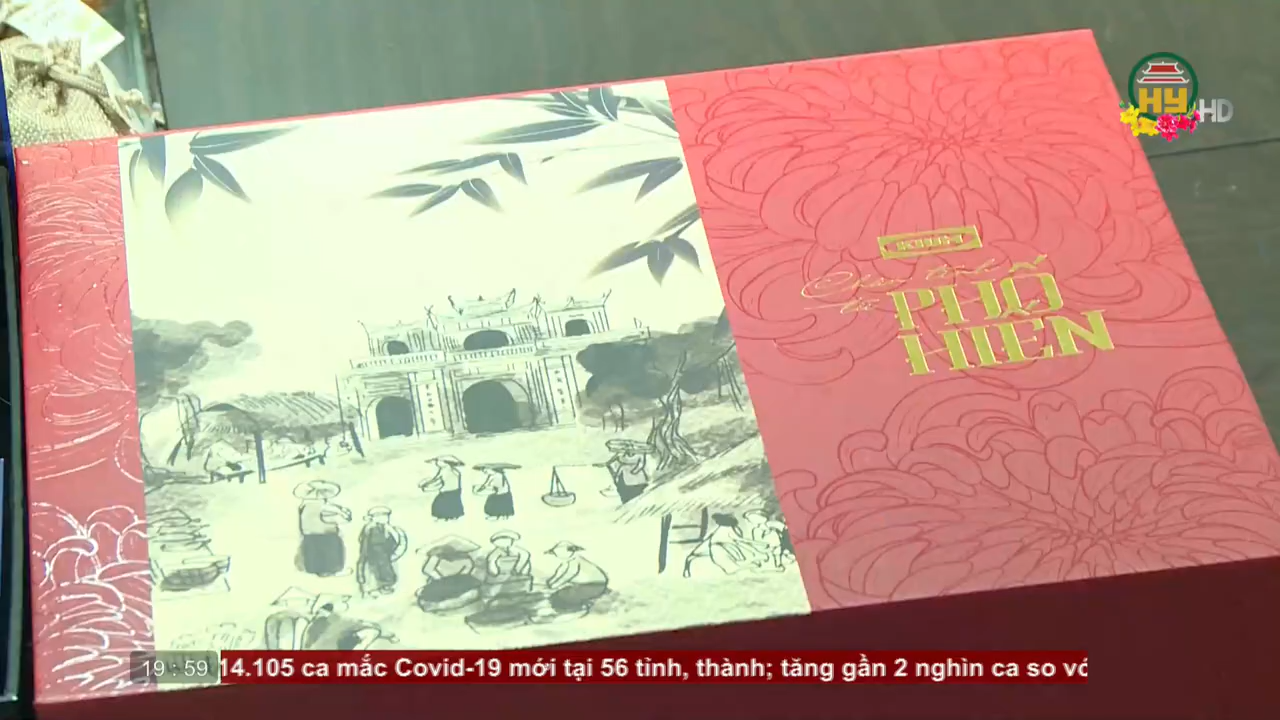 HY HD
PHỐ
HIẾN
19:59
14.105 ca mắc Covid-19 mới tại 56 tỉnh, thành; tăng gần 2 nghìn ca so vớ